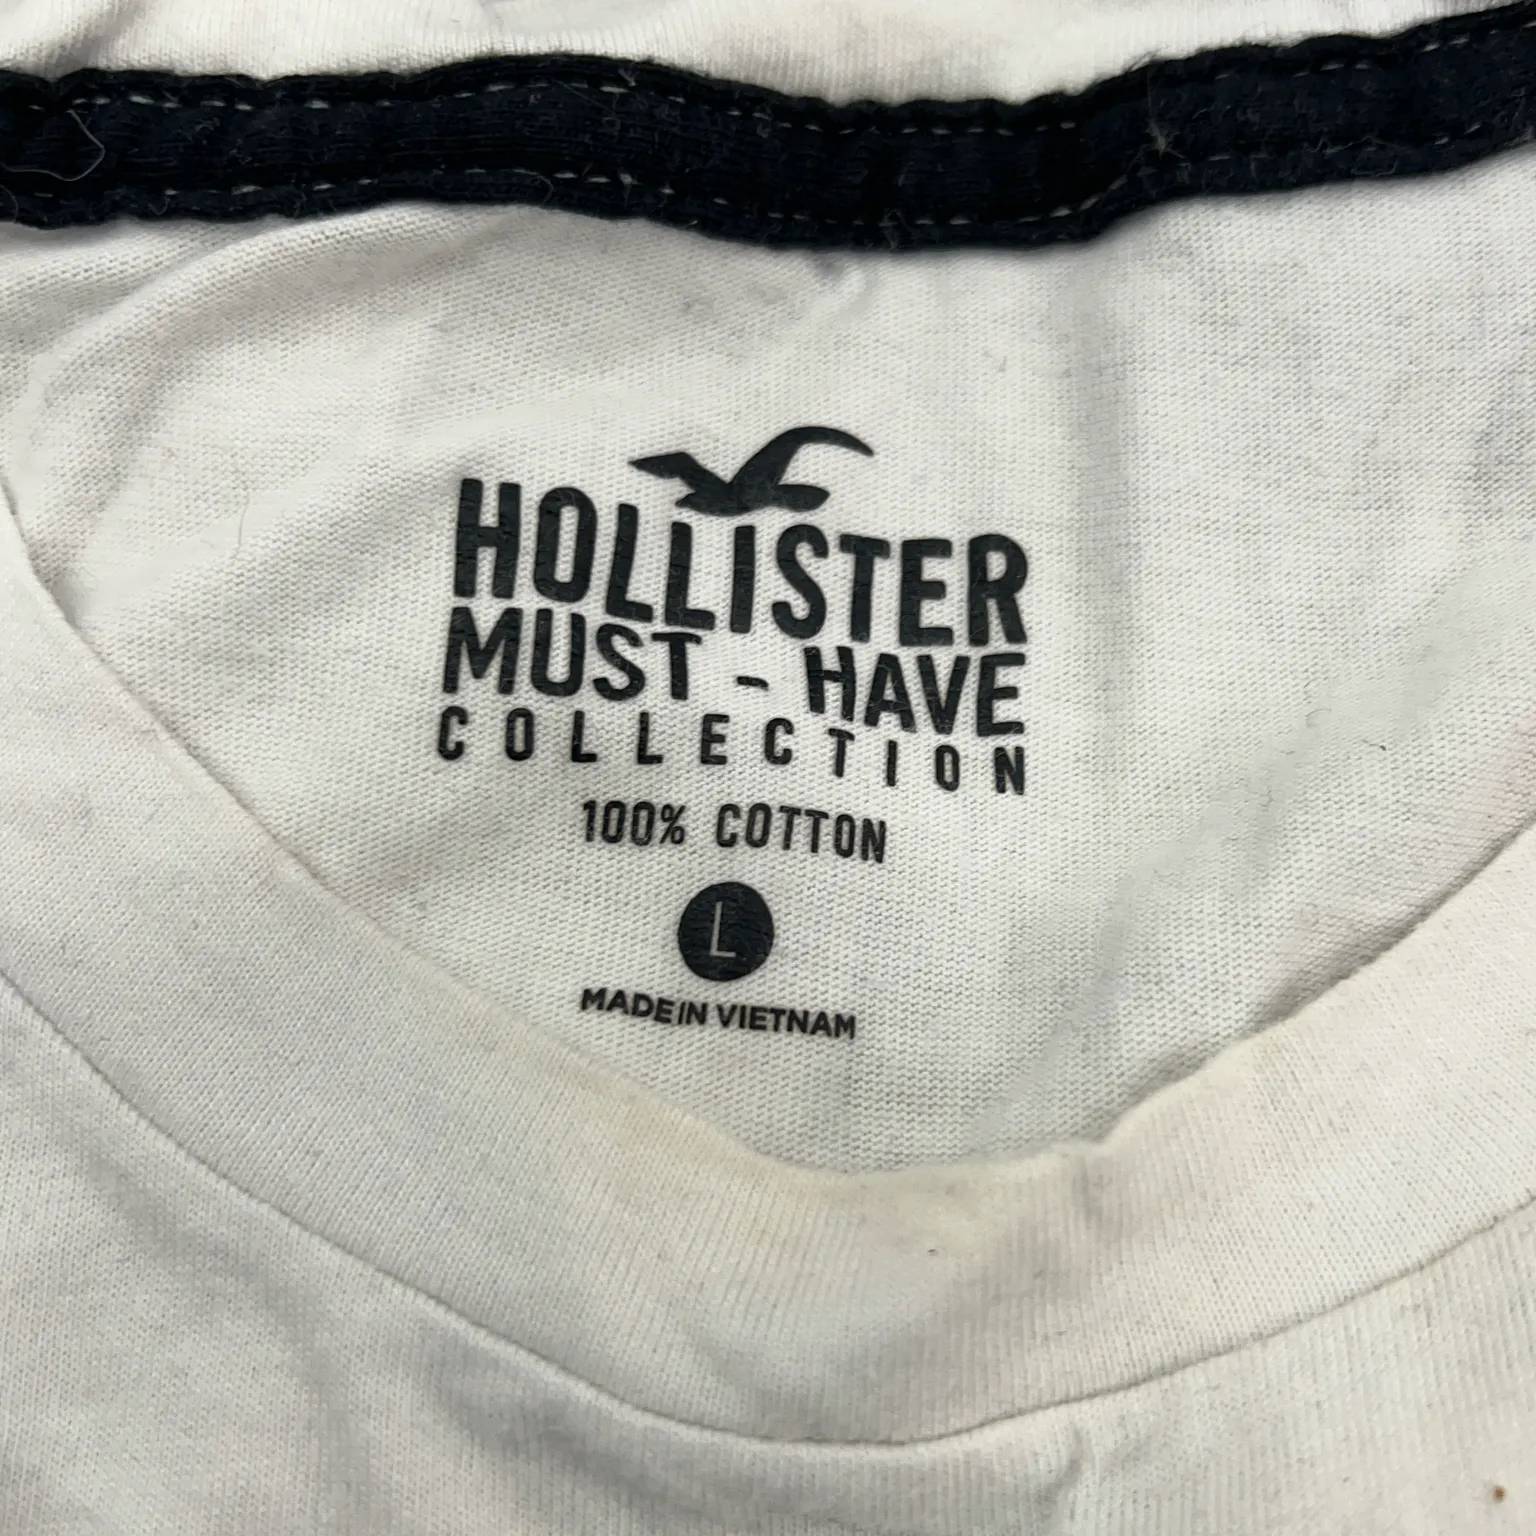 HOLLISTER
MUST - HAVE
COLLECTION
100% COTTON
L
MADE IN VIETNAM